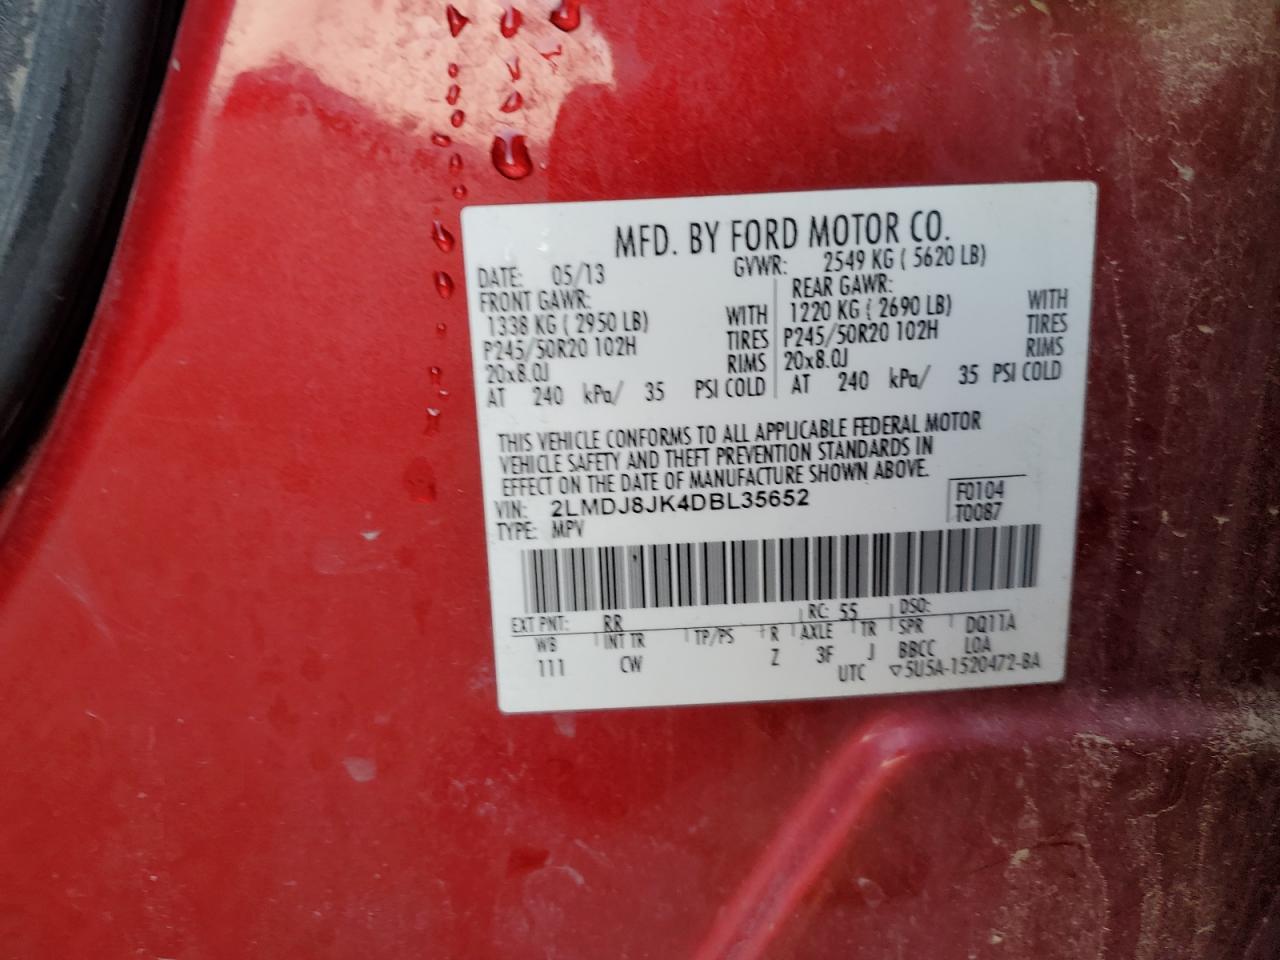 MFD. BY FORD MOTOR CO.
DATE: 05/13 GVWR: 2549 KG ( 5620 LB)
FRONT GAWR: REAR GAWR:
1338 KG ( 2950 LB) WITH 1220 KG ( 2690 LB) WITH
P245/50R20 102H TIRES P245/50R20 102H TIRES
20x8.0J RIMS 20x8.0J RIMS
AT 240 kPa/ 35 PSI COLD AT 240 kPa/ 35 PSI COLD
THIS VEHICLE CONFORMS TO ALL APPLICABLE FEDERAL MOTOR
VEHICLE SAFETY AND THEFT PREVENTION STANDARDS IN
EFFECT ON THE DATE OF MANUFACTURE SHOWN ABOVE.
VIN: 2LMDJ8JK4DBL35652 F0104
TYPE: MPV T0087
EXT PNT: RR RC: 55 DSO:
WB INT TR TP/PS R AXLE TR SPR DQ11A
111 CW Z 3F J BBCC LOA
UTC ▽5U5A-1520472-BA